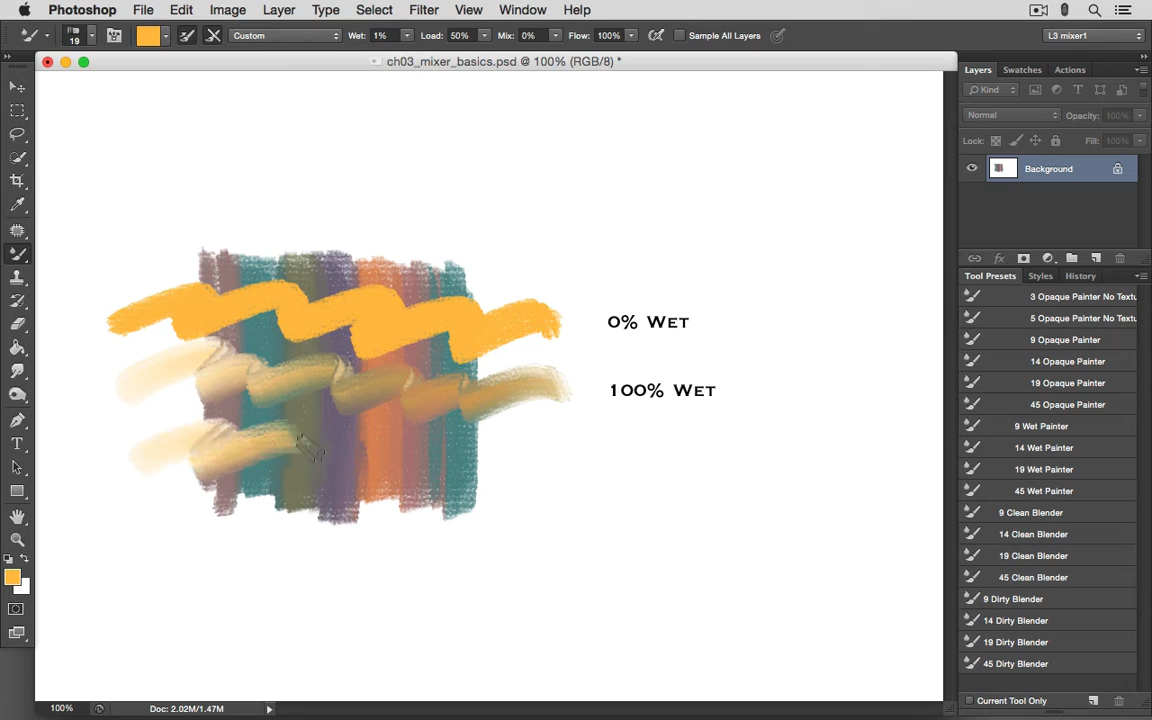 Photoshop File Edit Image Layer Type Select Filter View Window Help
19 Custom Wet: 1% Load: 50% Mix: 0% Flow: 100% Sample All Layers L3 mixer1
ch03_mixer_basics.psd @ 100% (RGB/8) *
Layers Swatches Actions
Kind
Normal Opacity: 100%
Lock: Fill: 100%
Background
fx
Tool Presets Styles History
3 Opaque Painter No Textu
5 Opaque Painter No Textu
9 Opaque Painter
14 Opaque Painter
19 Opaque Painter
45 Opaque Painter
9 Wet Painter
14 Wet Painter
19 Wet Painter
45 Wet Painter
9 Clean Blender
14 Clean Blender
19 Clean Blender
45 Clean Blender
9 Dirty Blender
14 Dirty Blender
19 Dirty Blender
45 Dirty Blender
Current Tool Only
0% Wet
100% Wet
100% Doc: 2.02M/1.47M